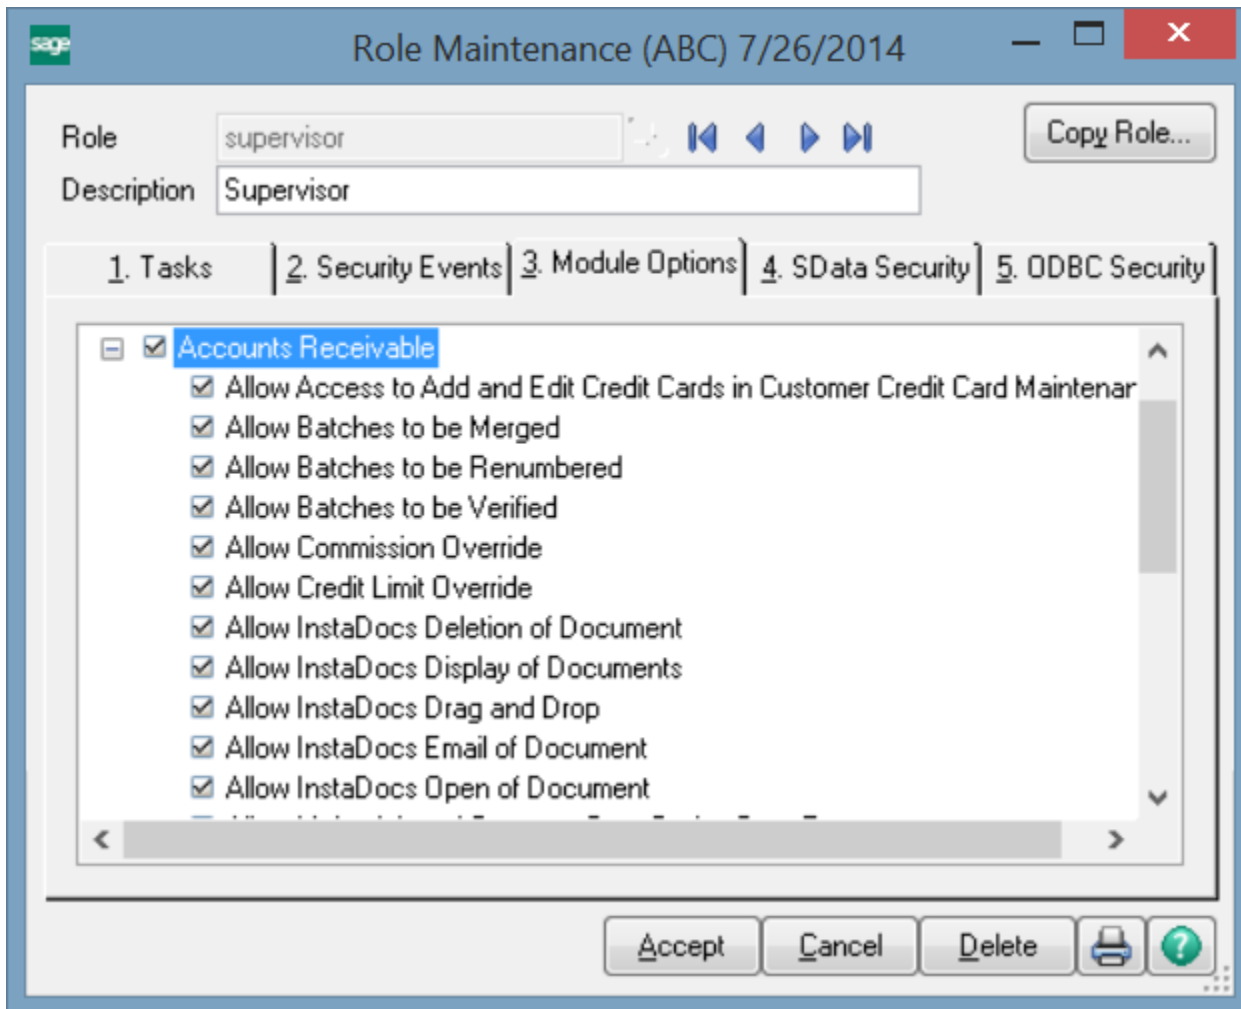 sage
Role Maintenance (ABC) 7/26/2014
Role
supervisor
Copy Role...
Description
Supervisor
1. Tasks
2. Security Events
3. Module Options
4. SData Security
5. ODBC Security
Accounts Receivable
Allow Access to Add and Edit Credit Cards in Customer Credit Card Maintenar
Allow Batches to be Merged
Allow Batches to be Renumbered
Allow Batches to be Verified
Allow Commission Override
Allow Credit Limit Override
Allow InstaDocs Deletion of Document
Allow InstaDocs Display of Documents
Allow InstaDocs Drag and Drop
Allow InstaDocs Email of Document
Allow InstaDocs Open of Document
Accept
Cancel
Delete
?